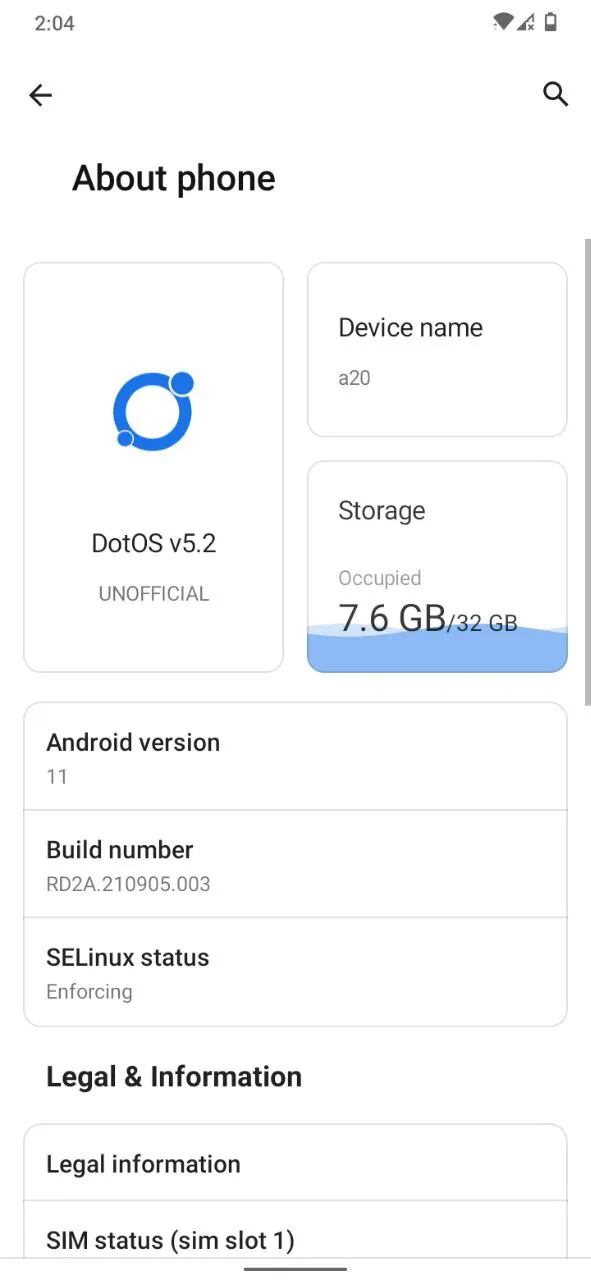 2:04
About phone
DotOS v5.2
UNOFFICIAL
Device name
a20
Storage
Occupied
7.6 GB/32 GB
Android version
11
Build number
RD2A.210905.003
SELinux status
Enforcing
Legal & Information
Legal information
SIM status (sim slot 1)